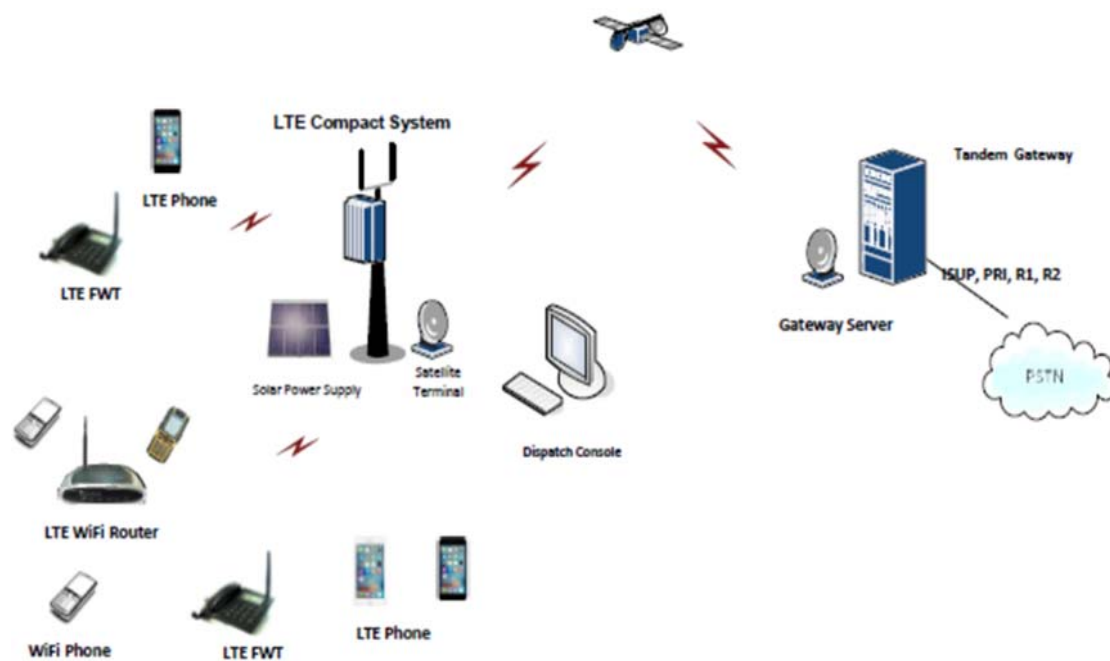 LTE Compact System
Tandem Gateway
LTE Phone
LTE FWT
ISUP, PRI, R1, R2
Gateway Server
Solar Power Supply
Satellite
Terminal
PSTN
Dispatch Console
LTE WiFi Router
LTE Phone
WiFi Phone
LTE FWT